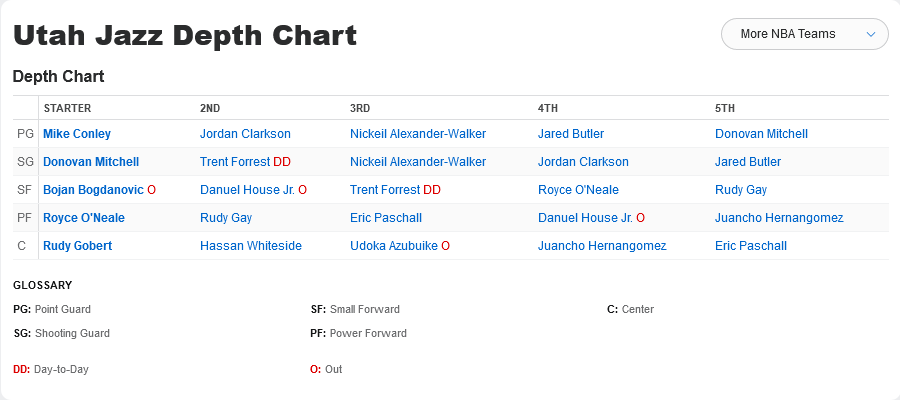 Utah Jazz Depth Chart
More NBA Teams
Depth Chart
STARTER 2ND 3RD 4TH 5TH
PG Mike Conley Jordan Clarkson Nickeil Alexander-Walker Jared Butler Donovan Mitchell
SG Donovan Mitchell Trent Forrest DD Nickeil Alexander-Walker Jordan Clarkson Jared Butler
SF Bojan Bogdanovic O Danuel House Jr. O Trent Forrest DD Royce O'Neale Rudy Gay
PF Royce O'Neale Rudy Gay Eric Paschall Danuel House Jr. O Juancho Hernangomez
C Rudy Gobert Hassan Whiteside Udoka Azubuike O Juancho Hernangomez Eric Paschall
GLOSSARY
PG: Point Guard SF: Small Forward C: Center
SG: Shooting Guard PF: Power Forward
DD: Day-to-Day O: Out